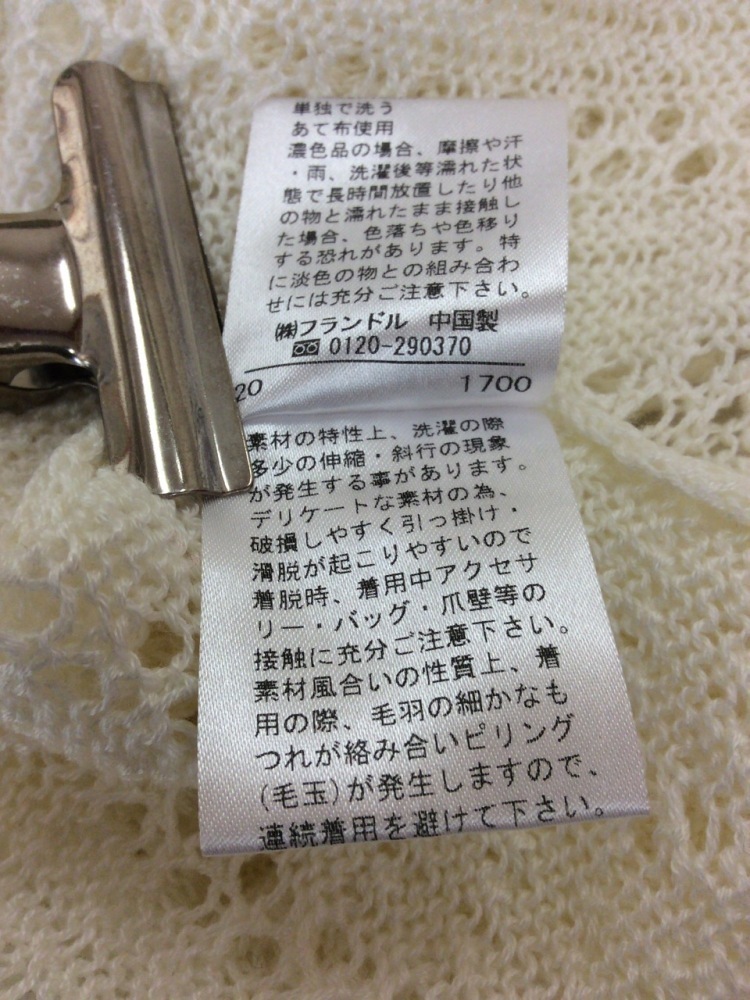 単独で洗う
あて布使用
濃色品の場合、摩擦や汗
・雨、洗濯後等濡れた状
態で長時間放置したり他
の物と濡れたまま接触し
た場合、色落ちや色移り
する恐れがあります。特
に淡色の物との組み合わ
せには充分ご注意下さい。
㈱フランドル 中国製
0120-290370
20 1700
素材の特性上、洗濯の際
多少の伸縮・斜行の現象
が発生する事があります。
デリケートな素材の為、
破損しやすく引っ掛け・
滑脱が起こりやすいので
着脱時、着用中アクセサ
リー・バッグ・爪壁等の
接触に充分ご注意下さい。
素材風合いの性質上、着
用の際、毛羽の細かなも
つれが絡み合いピリング
(毛玉)が発生しますので、
連続着用を避けて下さい。